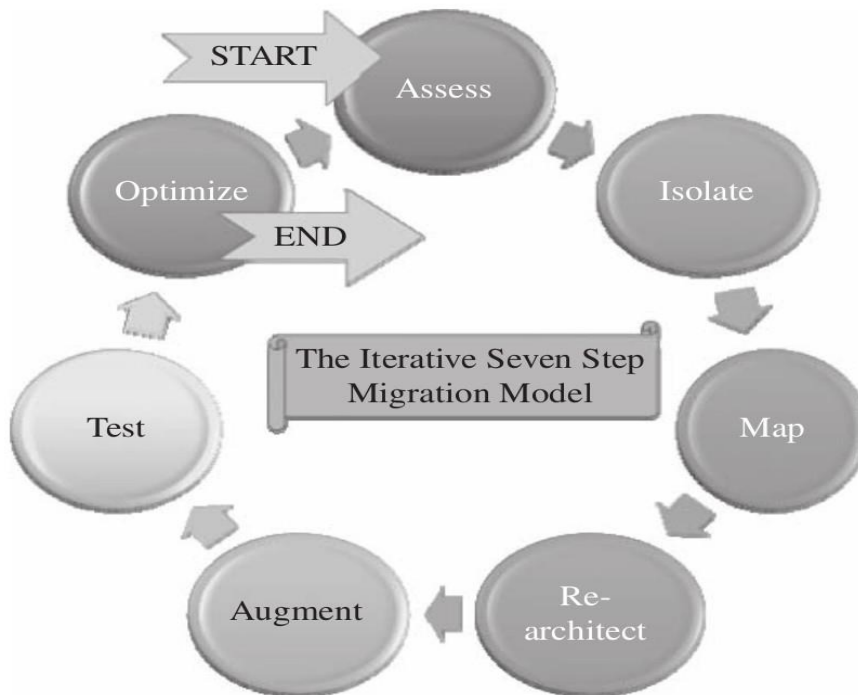 START
Assess
Isolate
Map
Re-
architect
Augment
Test
Optimize
END
The Iterative Seven Step
Migration Model